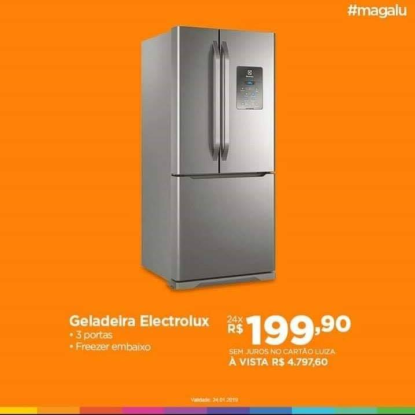 #magalu
Geladeira Electrolux
• 3 portas
• Freezer embaixo
24x
R$ 199,90
SEM JUROS NO CARTÃO LUIZA.
À VISTA R$ 4.797,60